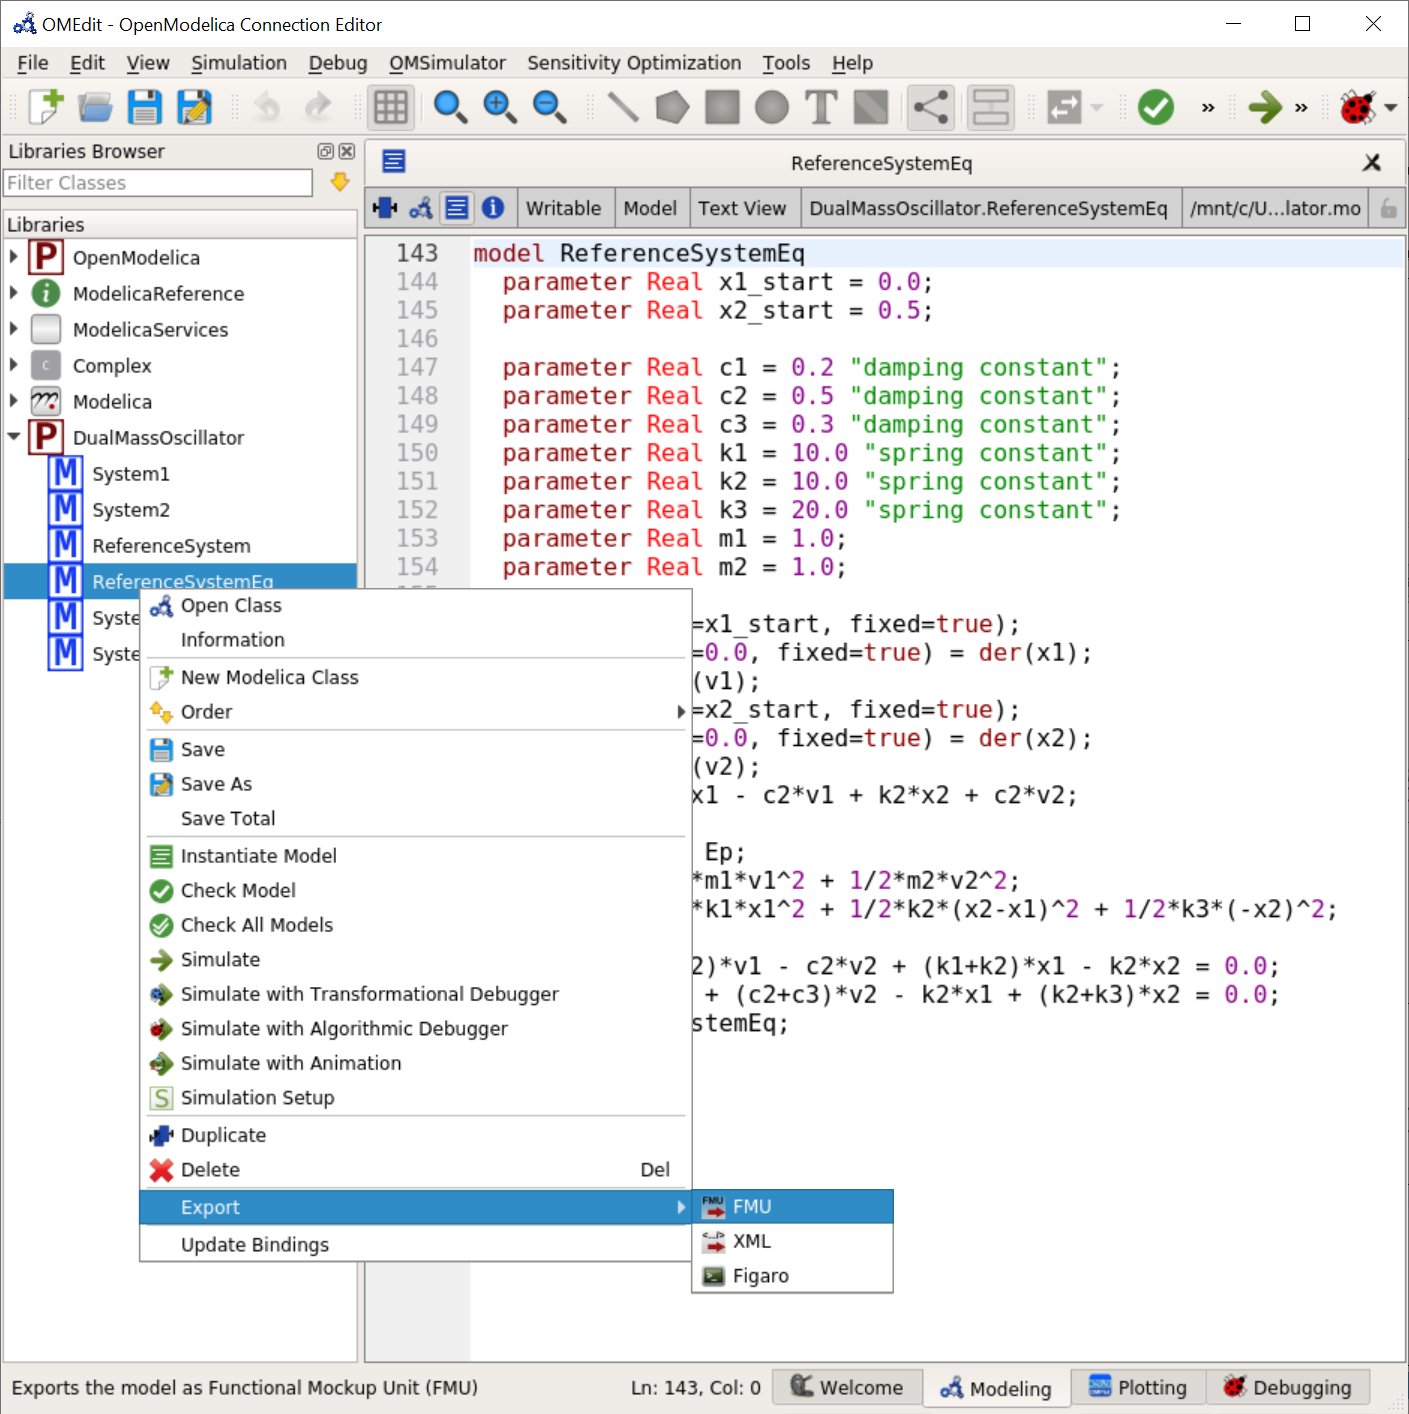 OMEdit - OpenModelica Connection Editor
File Edit View Simulation Debug OMSimulator Sensitivity Optimization Tools Help
Libraries Browser
Filter Classes
Libraries
OpenModelica
ModelicaReference
ModelicaServices
Complex
Modelica
DualMassOscillator
System1
System2
ReferenceSystem
ReferenceSystemEq
Syste
Syste
ReferenceSystemEq
Writable Model Text View DualMassOscillator.ReferenceSystemEq /mnt/c/U...lator.mo
143 model ReferenceSystemEq
144 parameter Real x1_start = 0.0;
145 parameter Real x2_start = 0.5;
146
147 parameter Real c1 = 0.2 "damping constant";
148 parameter Real c2 = 0.5 "damping constant";
149 parameter Real c3 = 0.3 "damping constant";
150 parameter Real k1 = 10.0 "spring constant";
151 parameter Real k2 = 10.0 "spring constant";
152 parameter Real k3 = 20.0 "spring constant";
153 parameter Real m1 = 1.0;
154 parameter Real m2 = 1.0;
=x1_start, fixed=true);
=0.0, fixed=true) = der(x1);
(v1);
=x2_start, fixed=true);
=0.0, fixed=true) = der(x2);
(v2);
x1 - c2*v1 + k2*x2 + c2*v2;
Ep;
*m1*v1^2 + 1/2*m2*v2^2;
*k1*x1^2 + 1/2*k2*(x2-x1)^2 + 1/2*k3*(-x2)^2;
2)*v1 - c2*v2 + (k1+k2)*x1 - k2*x2 = 0.0;
+ (c2+c3)*v2 - k2*x1 + (k2+k3)*x2 = 0.0;
stemEq;
Open Class
Information
New Modelica Class
Order
Save
Save As
Save Total
Instantiate Model
Check Model
Check All Models
Simulate
Simulate with Transformational Debugger
Simulate with Algorithmic Debugger
Simulate with Animation
Simulation Setup
Duplicate
Delete Del
Export
Update Bindings
FMU
XML
Figaro
Exports the model as Functional Mockup Unit (FMU)
Ln: 143, Col: 0
Welcome
Modeling
Plotting
Debugging